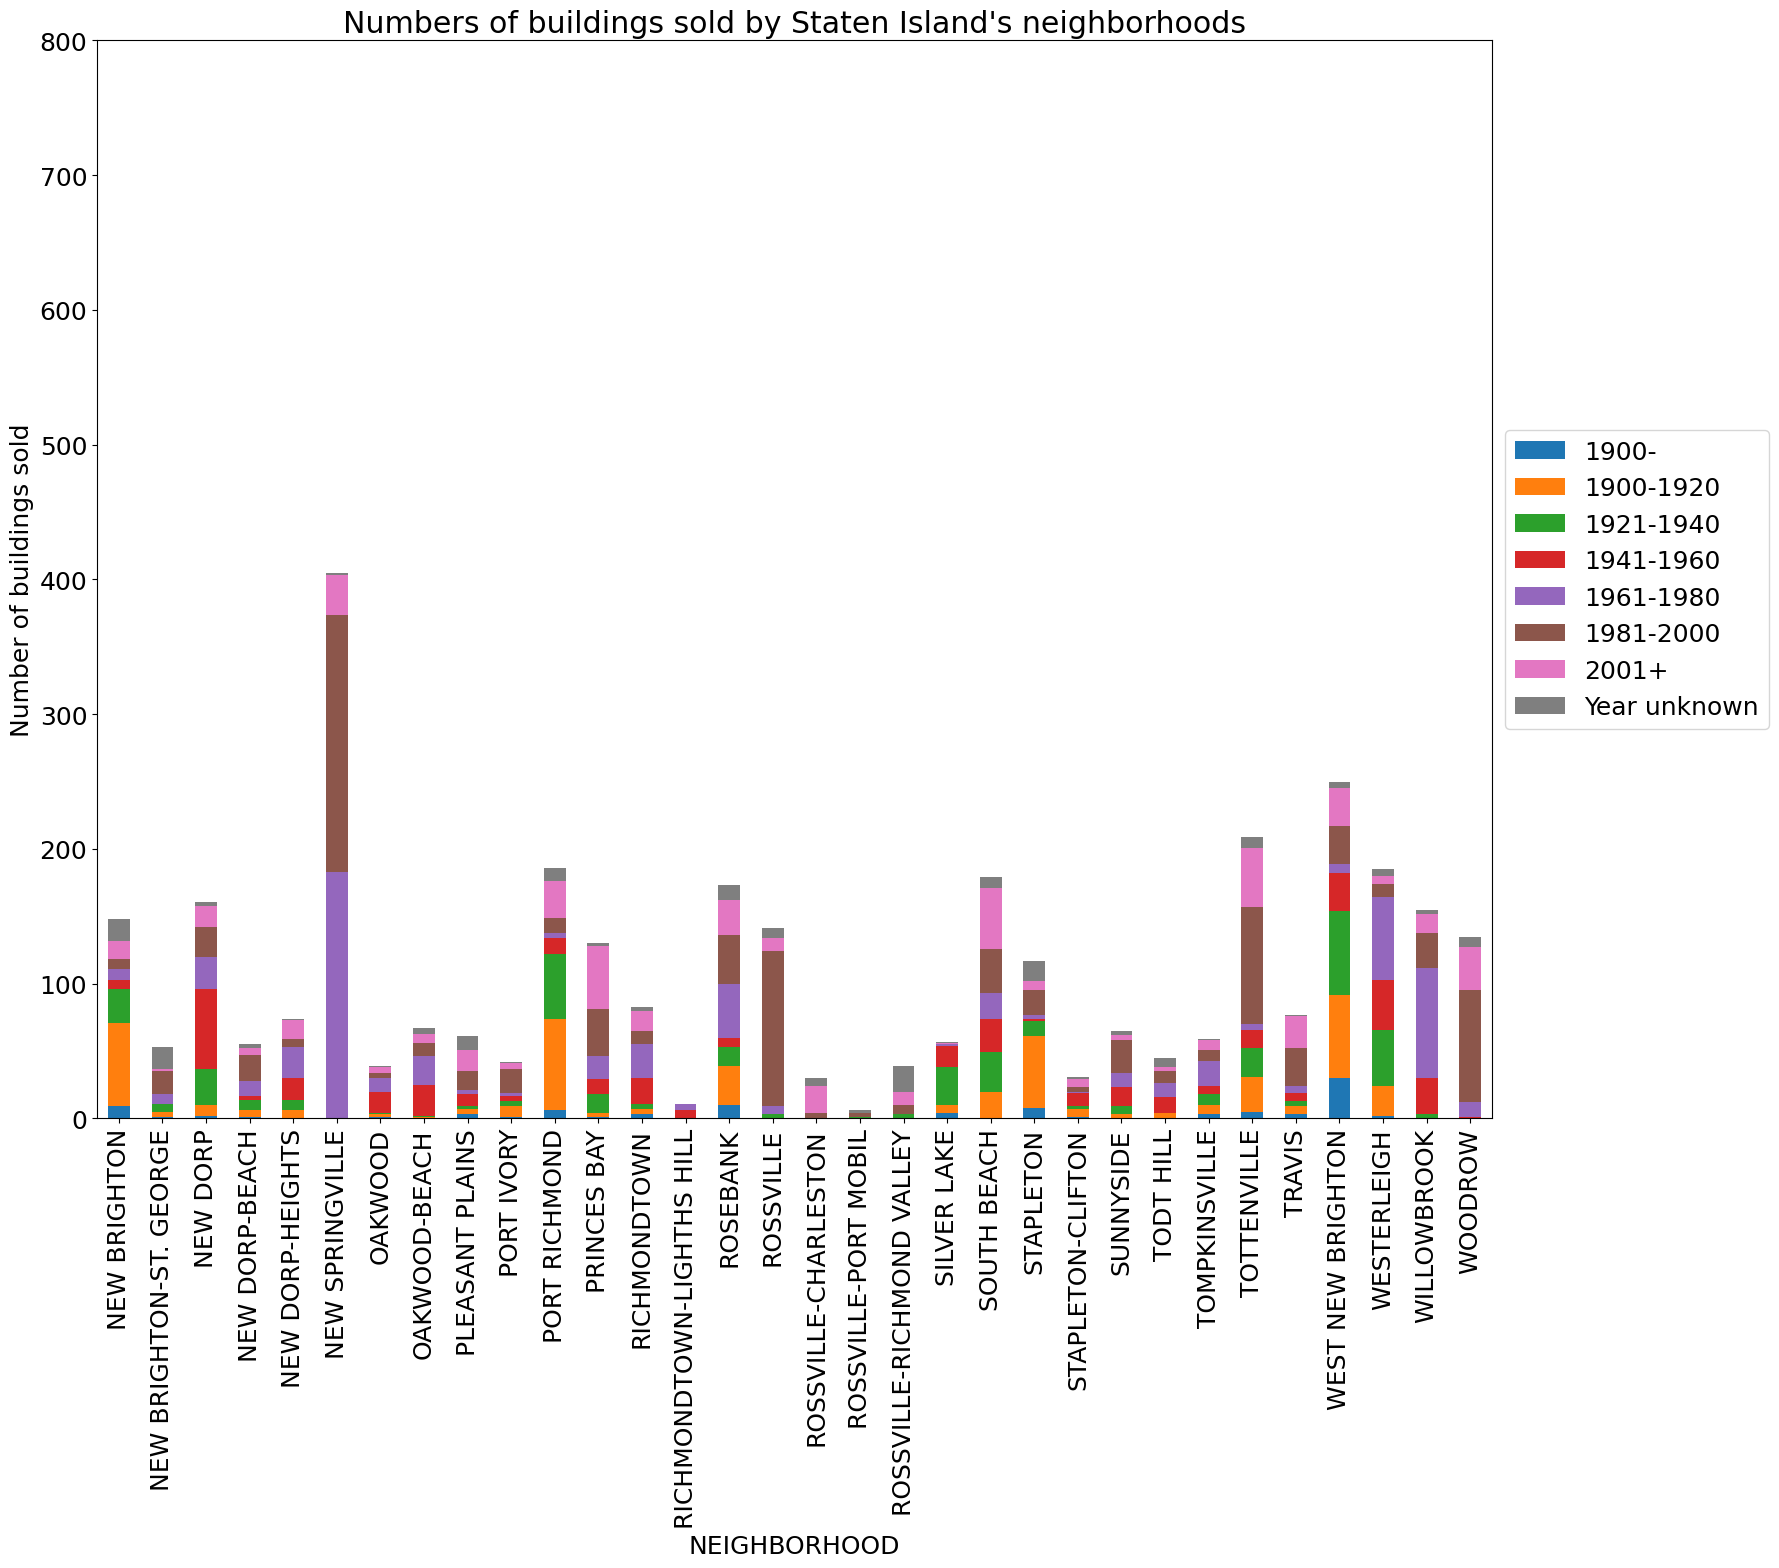 Numbers of buildings sold by Staten Island's neighborhoods
800
700
600
500
400
300
200
100
0
Number of buildings sold
1900-
1900-1920
1921-1940
1941-1960
1961-1980
1981-2000
2001+
Year unknown
NEW BRIGHTON
NEW BRIGHTON-ST. GEORGE
NEW DORP
NEW DORP-BEACH
NEW DORP-HEIGHTS
NEW SPRINGVILLE
OAKWOOD
OAKWOOD-BEACH
PLEASANT PLAINS
PORT IVORY
PORT RICHMOND
PRINCES BAY
RICHMONDTOWN
RICHMONDTOWN-LIGHTHS HILL
ROSEBANK
ROSSVILLE
ROSSVILLE-CHARLESTON
ROSSVILLE-PORT MOBIL
ROSSVILLE-RICHMOND VALLEY
SILVER LAKE
SOUTH BEACH
STAPLETON
STAPLETON-CLIFTON
SUNNYSIDE
TODT HILL
TOMPKINSVILLE
TOTTENVILLE
TRAVIS
WEST NEW BRIGHTON
WESTERLEIGH
WILLOWBROOK
WOODROW
NEIGHBORHOOD